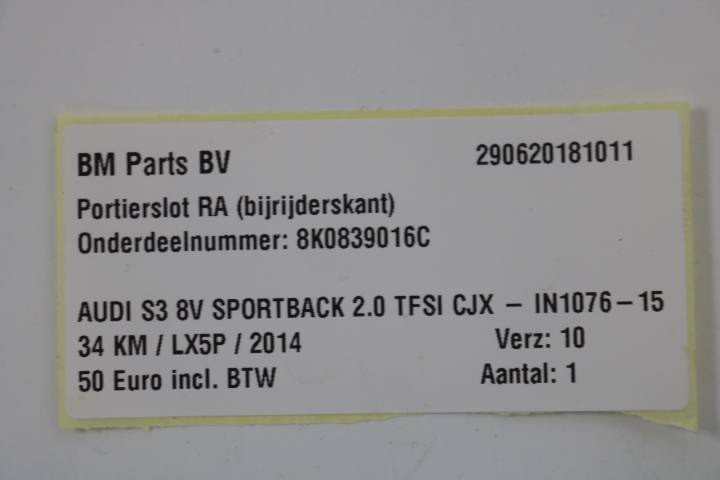 BM Parts BV 290620181011
Portierslot RA (bijrijderskant)
Onderdeelnummer: 8K0839016C
AUDI S3 8V SPORTBACK 2.0 TFSI CJX – IN1076–15
34 KM / LX5P / 2014 Verz: 10
50 Euro incl. BTW Aantal: 1